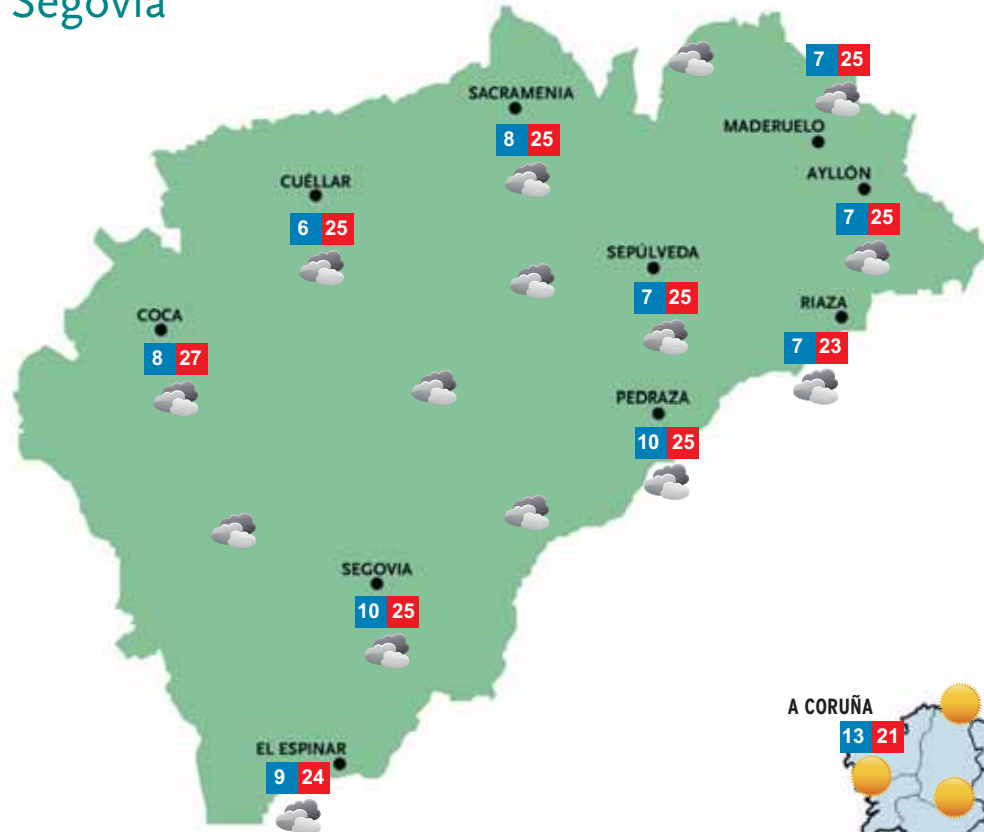 Segovia
7 25
SACRAMENIA
8 25
MADERUELO
CUÉLLAR
6 25
AYLLÓN
7 25
SEPÚLVEDA
7 25
COCA
8 27
RIAZA
7 23
PEDRAZA
10 25
SEGOVIA
10 25
A CORUÑA
13 21
EL ESPINAR
9 24